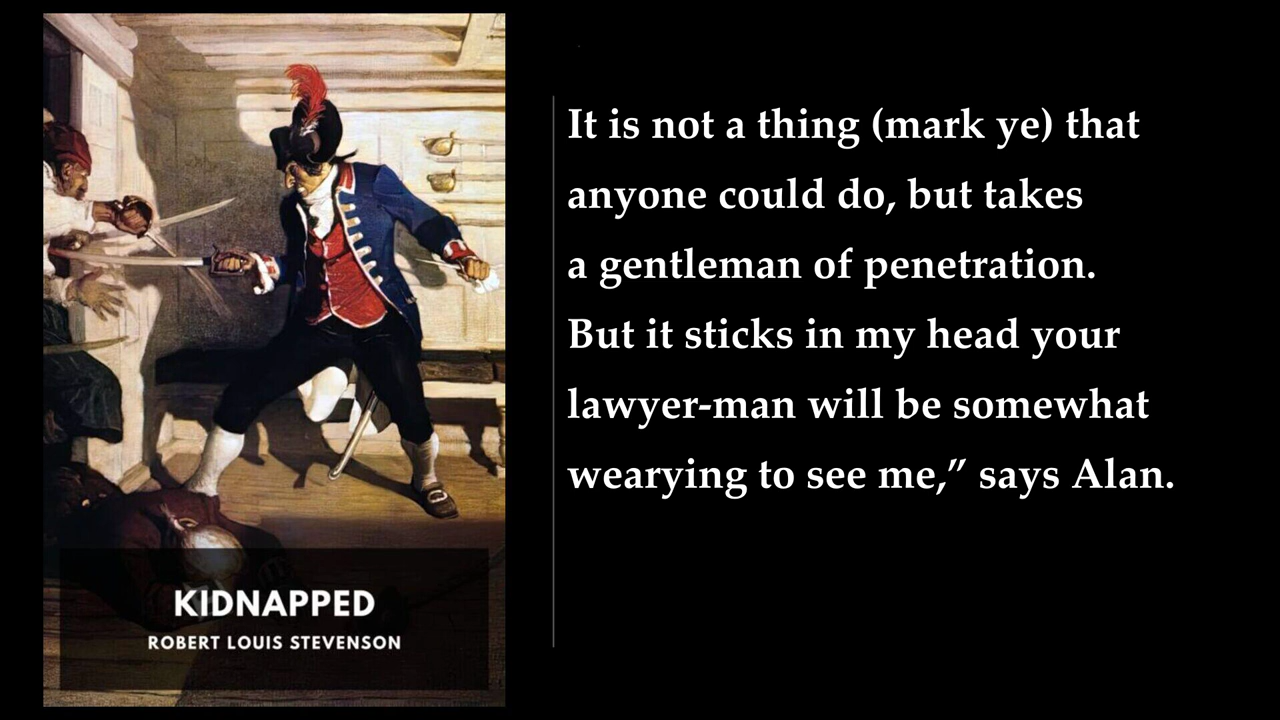 KIDNAPPED
ROBERT LOUIS STEVENSON
It is not a thing (mark ye) that
anyone could do, but takes
a gentleman of penetration.
But it sticks in my head your
lawyer-man will be somewhat
wearying to see me,” says Alan.